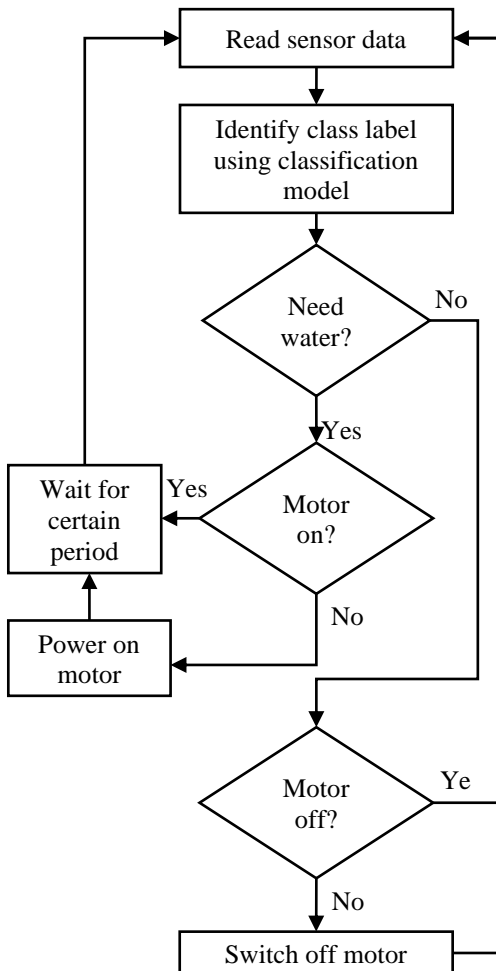 Read sensor data
Identify class label
using classification
model
Need
water?
No
Yes
Motor
on?
Yes
Wait for
certain
period
No
Power on
motor
Motor
off?
Ye
No
Switch off motor